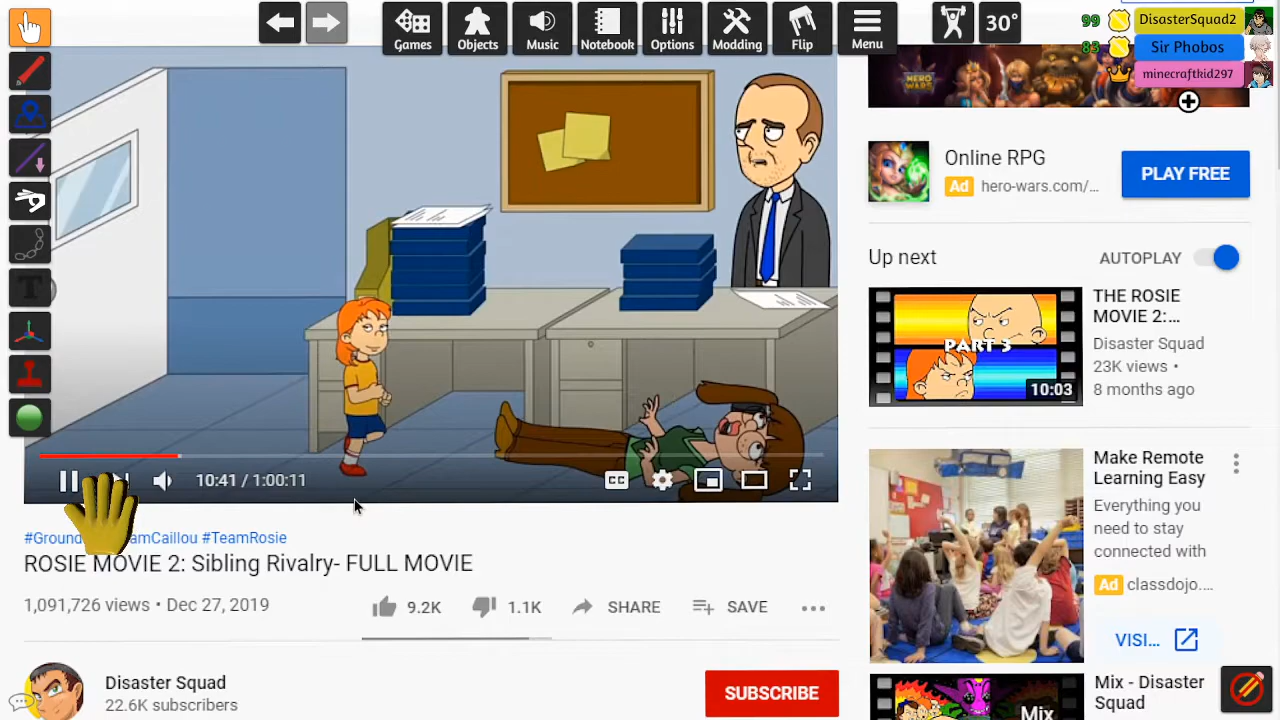 Games
Objects
Music
Notebook
Options
Modding
Flip
Menu
30°
99 DisasterSquad2
83 Sir Phobos
minecraftkid297
HERO
WARS
Online RPG
Ad hero-wars.com/...
PLAY FREE
Up next
AUTOPLAY
PART 3
10:03
THE ROSIE
MOVIE 2:...
Disaster Squad
23K views •
8 months ago
T
10:41 / 1:00:11
CC
#TeamRosie
ROSIE MOVIE 2: Sibling Rivalry- FULL MOVIE
1,091,726 views • Dec 27, 2019
9.2K
1.1K
SHARE
SAVE
Disaster Squad
22.6K subscribers
SUBSCRIBE
Make Remote
Learning Easy
Everything you
need to stay
connected with
Ad classdojo....
VISI...
Mix
Mix - Disaster
Squad